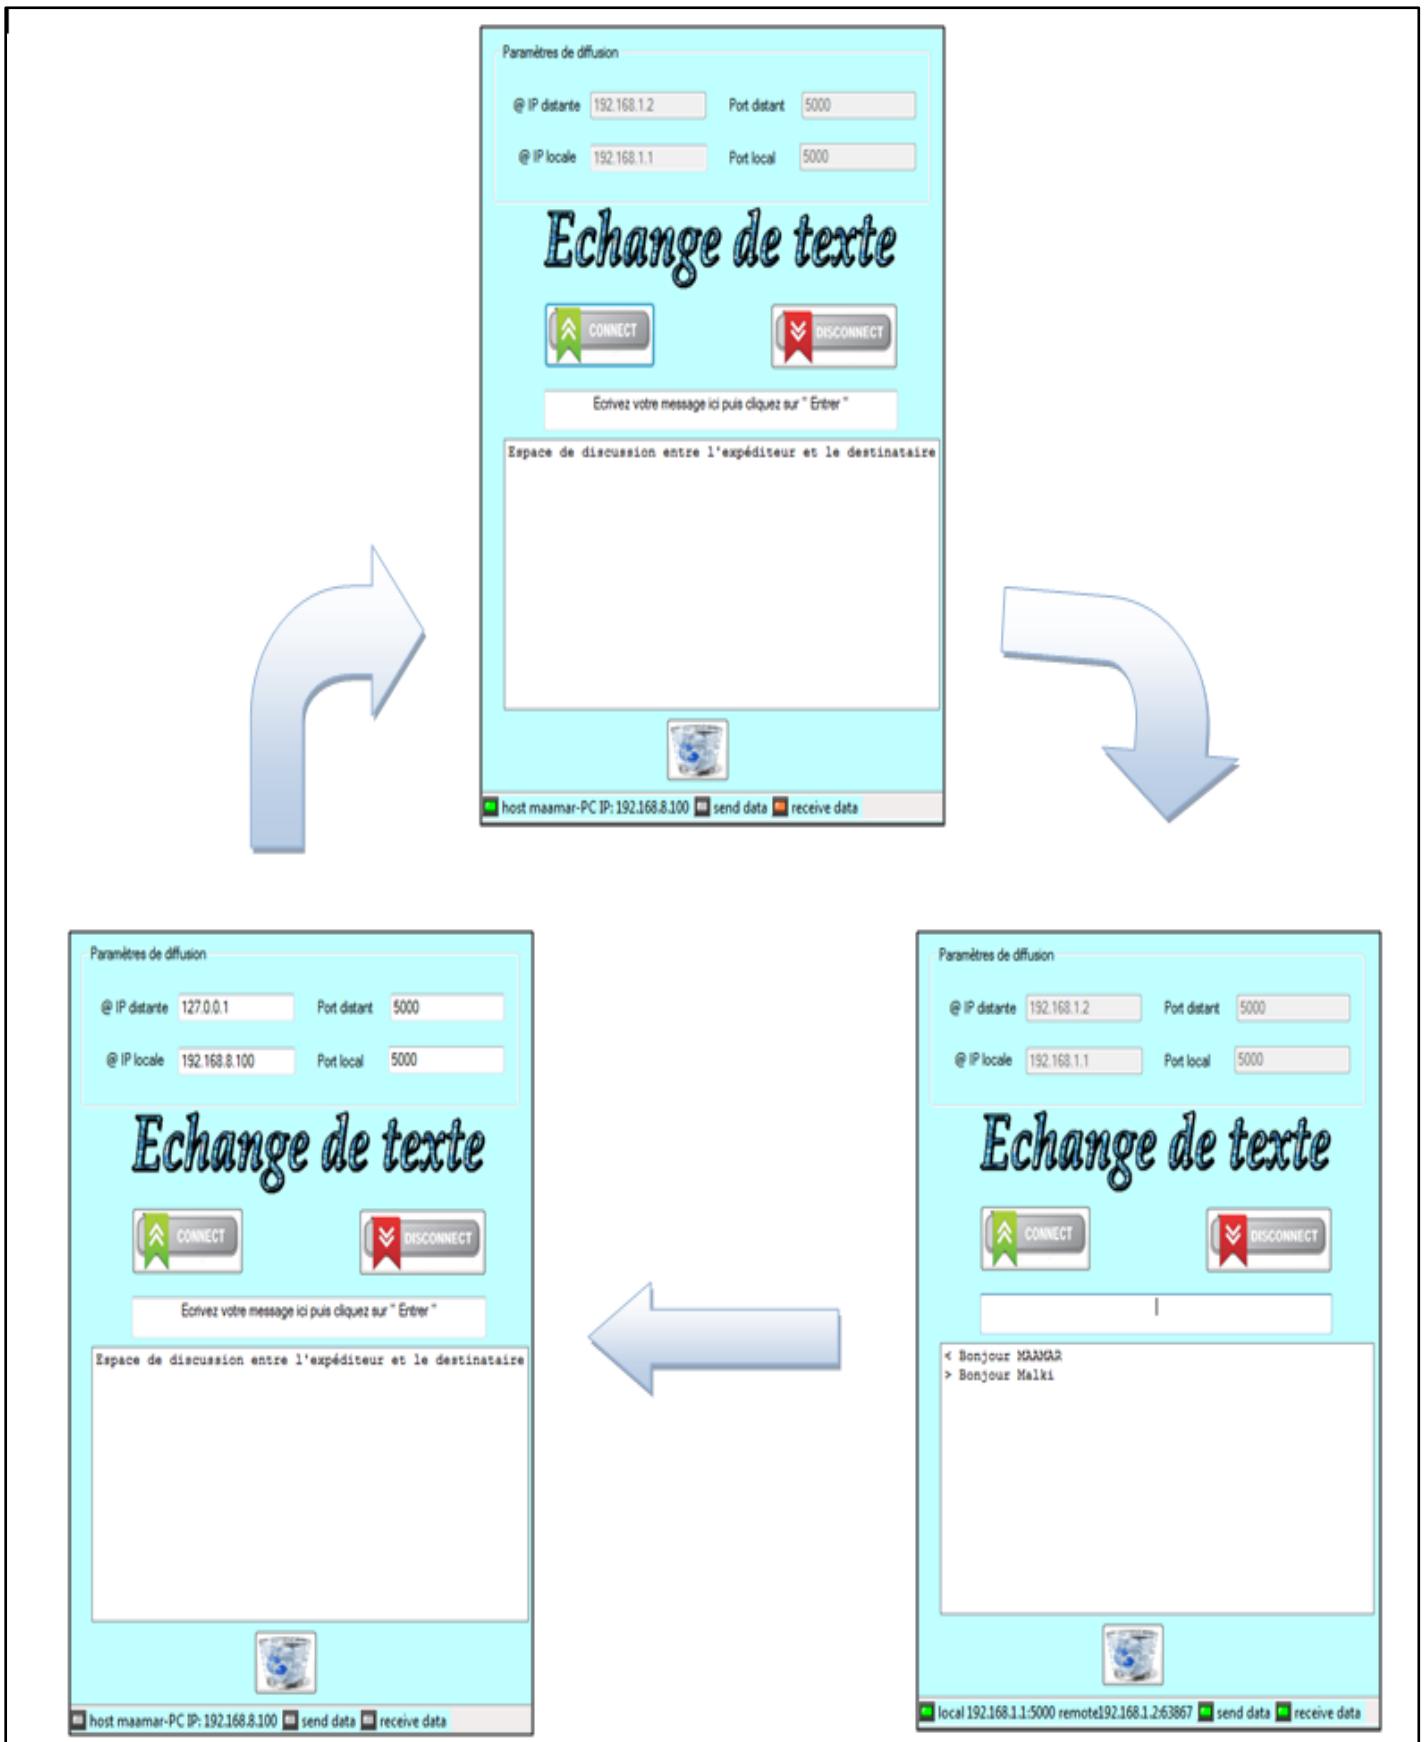 Paramètres de diffusion
@ IP distante 192.168.1.2 Port distant 5000
@ IP locale 192.168.1.1 Port local 5000
Echange de texte
CONNECT DISCONNECT
Ecrivez votre message ici puis cliquez sur " Entrer "
Espace de discussion entre l'expéditeur et le destinataire
host maamar-PC IP: 192.168.8.100 send data receive data
Paramètres de diffusion
@ IP distante 127.0.0.1 Port distant 5000
@ IP locale 192.168.8.100 Port local 5000
Echange de texte
CONNECT DISCONNECT
Ecrivez votre message ici puis cliquez sur " Entrer "
Espace de discussion entre l'expéditeur et le destinataire
host maamar-PC IP: 192.168.8.100 send data receive data
Paramètres de diffusion
@ IP distante 192.168.1.2 Port distant 5000
@ IP locale 192.168.1.1 Port local 5000
Echange de texte
CONNECT DISCONNECT
< Bonjour MAAMAR
> Bonjour Malki
local 192.168.1.1:5000 remote192.168.1.2:63867 send data receive data